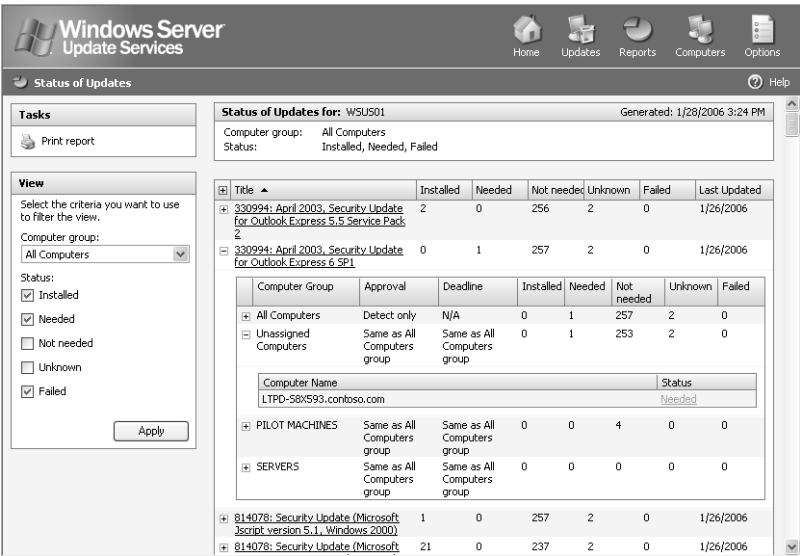 Windows Server
Update Services
Home Updates Reports Computers Options
Status of Updates
Help
Tasks
Print report
View
Select the criteria you want to use
to filter the view.
Computer group:
All Computers
Status:
Installed
Needed
Not needed
Unknown
Failed
Apply
Status of Updates for: WSUS01 Generated: 1/28/2006 3:24 PM
Computer group: All Computers
Status: Installed, Needed, Failed
Title Installed Needed Not needed Unknown Failed Last Updated
330994: April 2003, Security Update 2 0 256 2 0 1/26/2006
for Outlook Express 5.5 Service Pack
2
330994: April 2003, Security Update 0 1 257 2 0 1/26/2006
for Outlook Express 6 SP1
Computer Group Approval Deadline Installed Needed Not Unknown Failed
needed
All Computers Detect only N/A 0 1 257 2 0
Unassigned Same as All Same as All 0 1 253 2 0
Computers Computers Computers
group group
Computer Name Status
LTPD-S8X593.contoso.com Needed
PILOT MACHINES Same as All Same as All 0 0 4 0 0
Computers Computers
group group
SERVERS Same as All Same as All 0 0 0 0 0
Computers Computers
group group
814078: Security Update (Microsoft 1 0 257 2 0 1/26/2006
Jscript version 5.1, Windows 2000)
814078: Security Update (Microsoft 21 0 237 2 0 1/26/2006